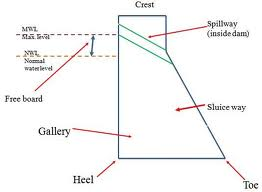 Crest
MWL
Max. level
Spillway
(inside dam)
NWL
Normal
water level
Free board
Sluice way
Gallery
Heel
Toe